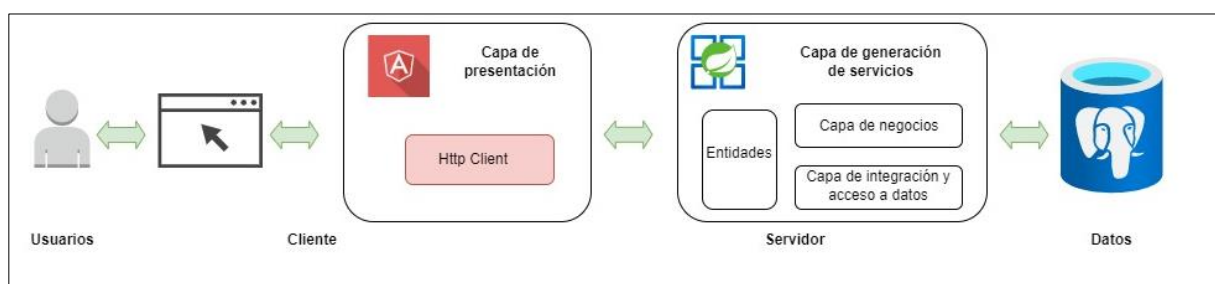 Capa de
presentación
Http Client
Capa de generación
de servicios
Entidades
Capa de negocios
Capa de integración y
acceso a datos
Usuarios
Cliente
Servidor
Datos